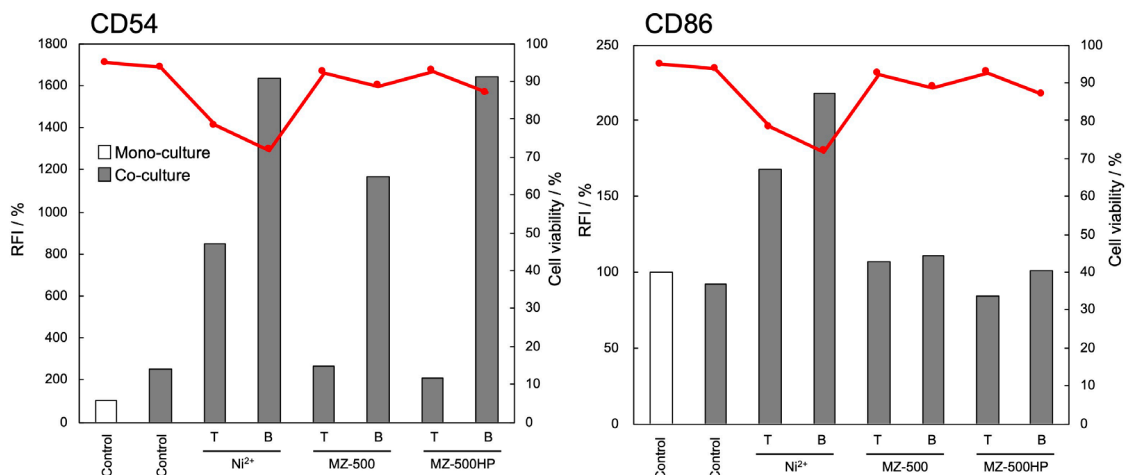 CD54
1800
1600
1400
1200
1000
800
600
400
200
0
RFI / %
Mono-culture
Co-culture
100
90
80
70
60
50
40
30
20
10
0
Cell viability / %
Control
Control
T
B
T
B
T
B
Ni²⁺
MZ-500
MZ-500HP
CD86
250
200
150
100
50
0
RFI / %
100
90
80
70
60
50
40
30
20
10
0
Cell viability / %
Control
Control
T
B
T
B
T
B
Ni²⁺
MZ-500
MZ-500HP